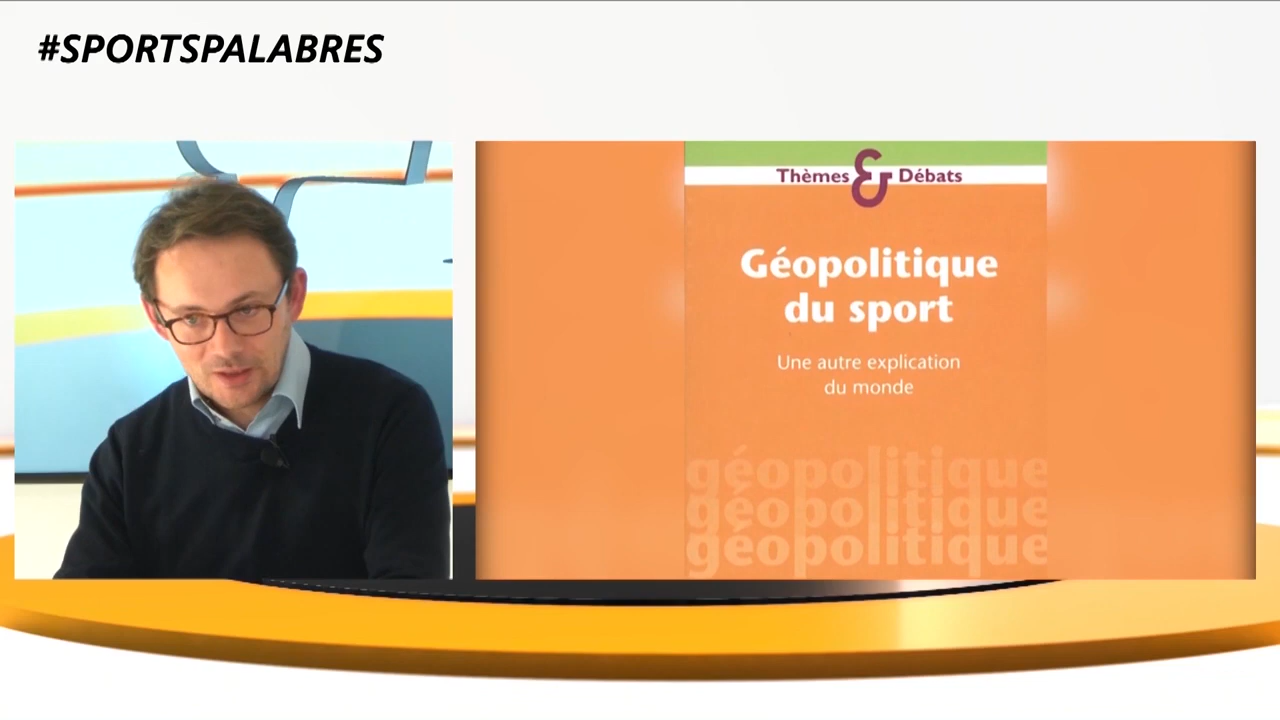 #SPORTSPALABRES
Thèmes & Débats
Géopolitique
du sport
Une autre explication
du monde
géopolitique
géopolitique
géopolitique